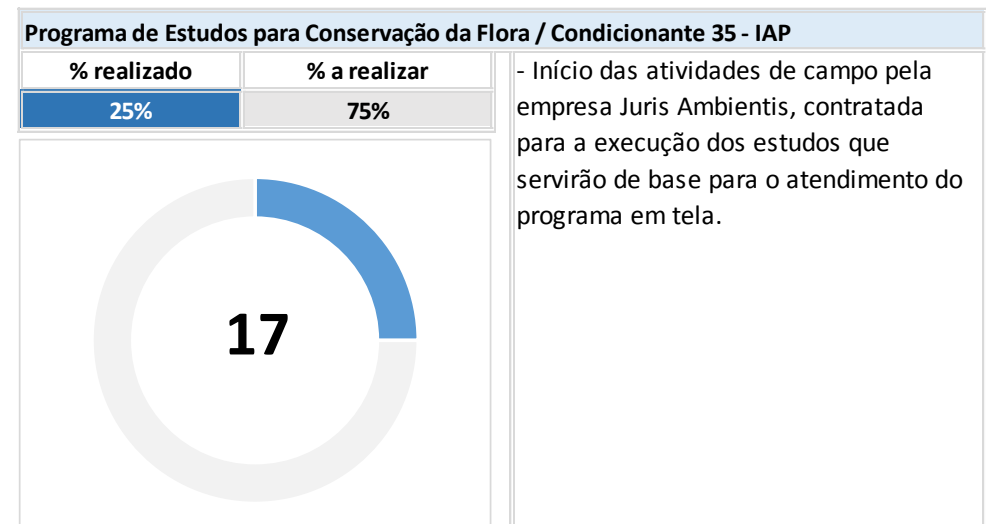 Programa de Estudos para Conservação da Flora / Condicionante 35 - IAP
% realizado % a realizar
25% 75%
- Início das atividades de campo pela
empresa Juris Ambientis, contratada
para a execução dos estudos que
servirão de base para o atendimento do
programa em tela.
17